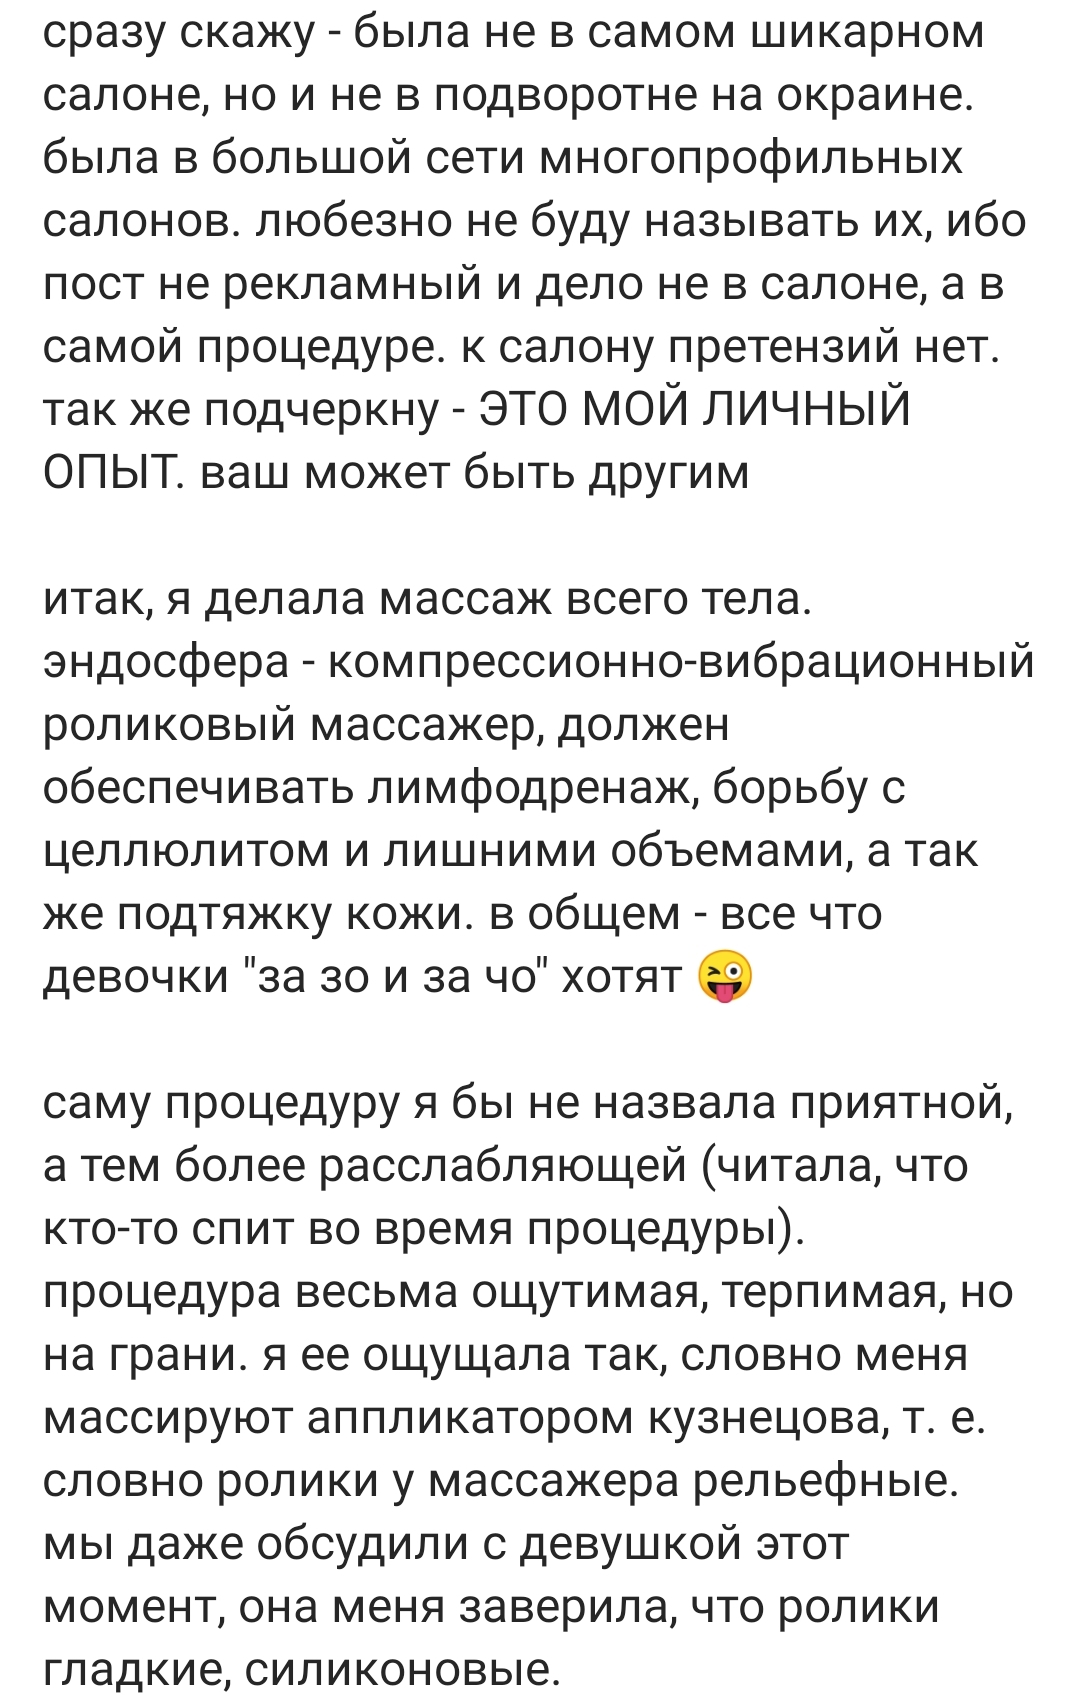 сразу скажу - была не в самом шикарном
салоне, но и не в подворотне на окраине.
была в большой сети многопрофильных
салонов. любезно не буду называть их, ибо
пост не рекламный и дело не в салоне, а в
самой процедуре. к салону претензий нет.
так же подчеркну - ЭТО МОЙ ЛИЧНЫЙ
ОПЫТ. ваш может быть другим

итак, я делала массаж всего тела.
эндосфера - компрессионно-вибрационный
роликовый массажер, должен
обеспечивать лимфодренаж, борьбу с
целлюлитом и лишними объемами, а так
же подтяжку кожи. в общем - все что
девочки "за зо и за чо" хотят 😜

саму процедуру я бы не назвала приятной,
а тем более расслабляющей (читала, что
кто-то спит во время процедуры).
процедура весьма ощутимая, терпимая, но
на грани. я ее ощущала так, словно меня
массируют аппликатором кузнецова, т. е.
словно ролики у массажера рельефные.
мы даже обсудили с девушкой этот
момент, она меня заверила, что ролики
гладкие, силиконовые.